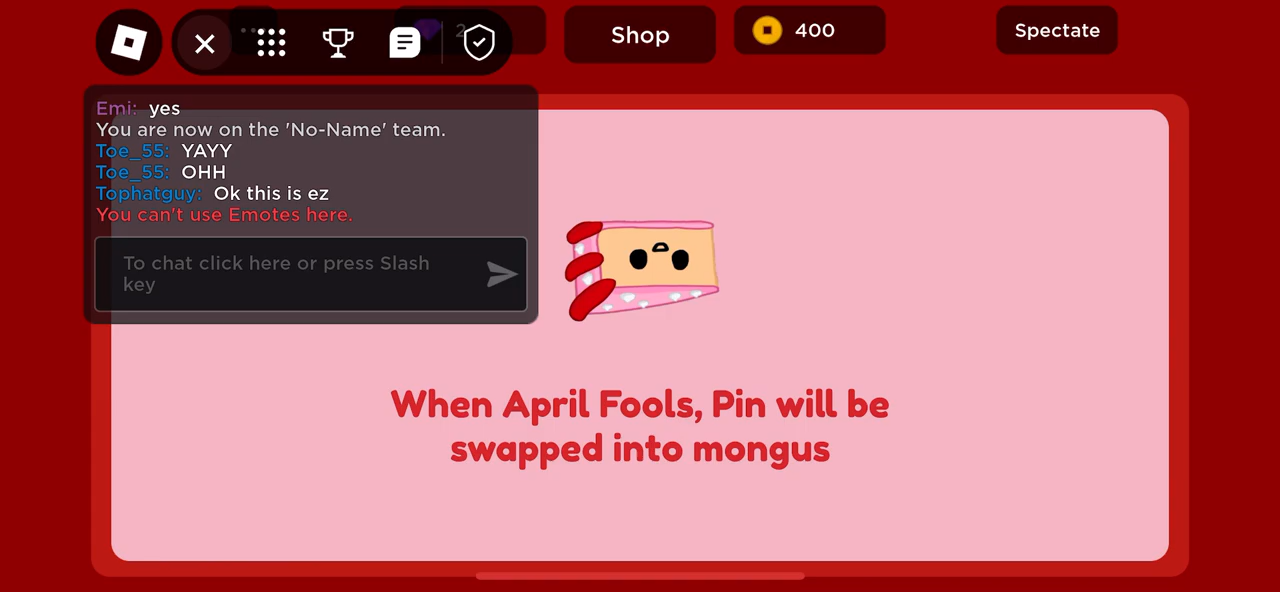 Shop
400
Spectate
Emi: yes
You are now on the 'No-Name' team.
Toe_55: YAYY
Toe_55: OHH
Tophatguy: Ok this is ez
You can't use Emotes here.
To chat click here or press Slash
key
When April Fools, Pin will be
swapped into mongus